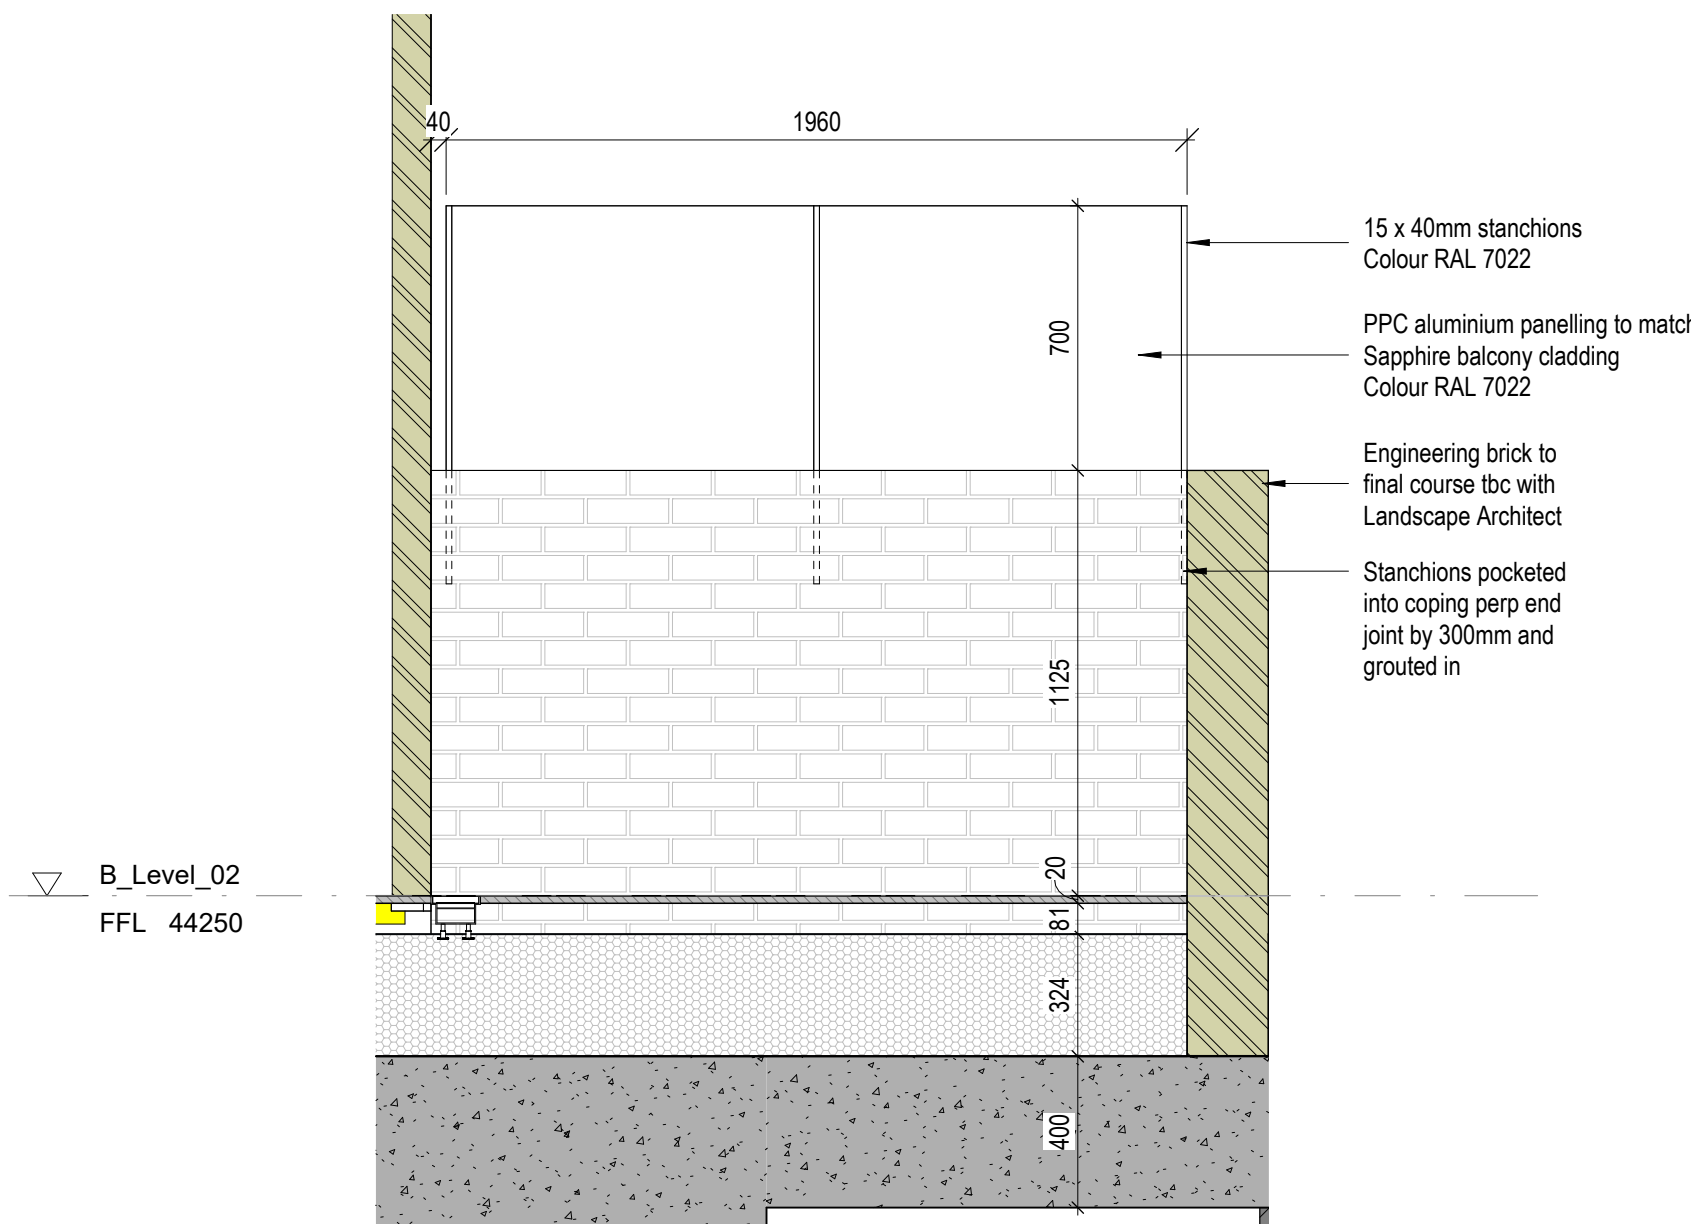 40
1960
15 x 40mm stanchions
Colour RAL 7022
700
PPC aluminium panelling to match
Sapphire balcony cladding
Colour RAL 7022
Engineering brick to
final course tbc with
Landscape Architect
Stanchions pocketed
into coping perp end
joint by 300mm and
grouted in
1125
20
B_Level_02
FFL 44250
81
324
400